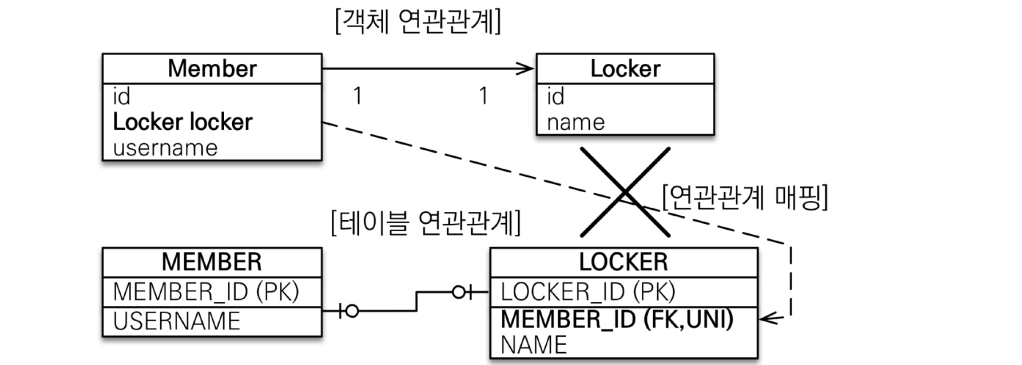 [객체 연관관계]
Member
id
Locker locker
username
1
1
Locker
id
name
[연관관계 매핑]
[테이블 연관관계]
MEMBER
MEMBER_ID (PK)
USERNAME
LOCKER
LOCKER_ID (PK)
MEMBER_ID (FK,UNI)
NAME